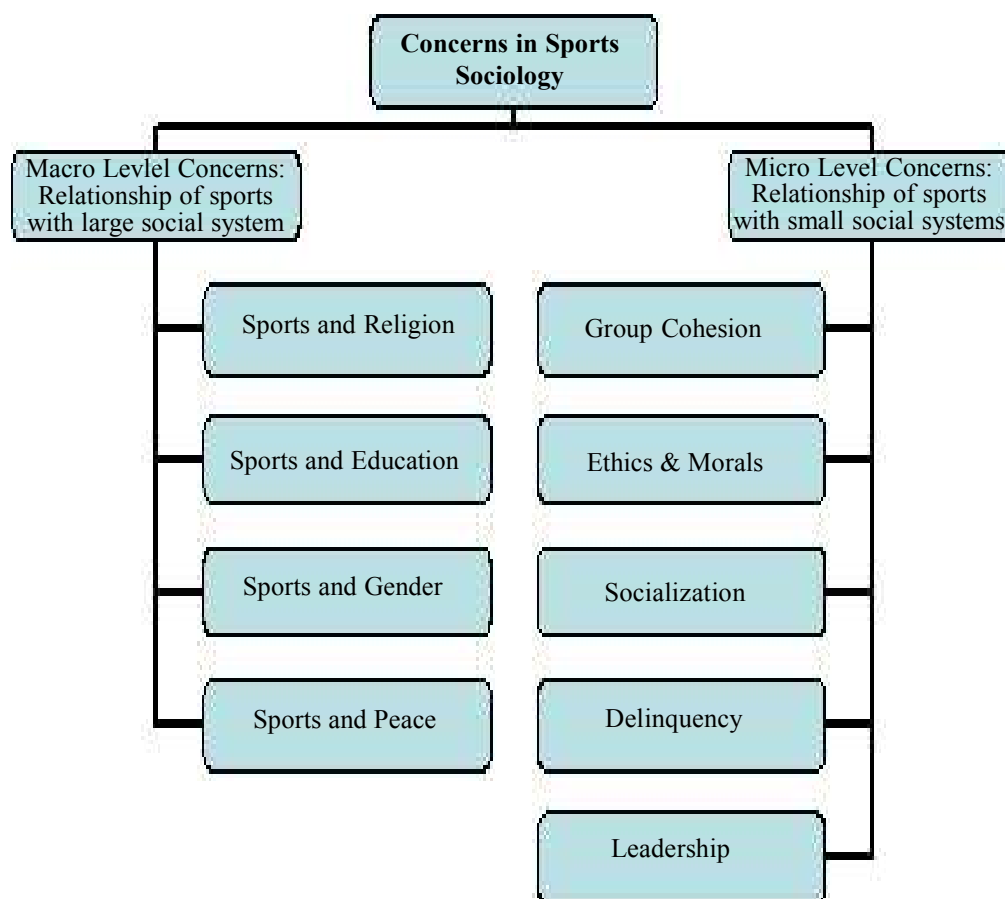 Concerns in Sports
Sociology
Macro Levlel Concerns:
Relationship of sports
with large social system
Micro Level Concerns:
Relationship of sports
with small social systems
Sports and Religion
Sports and Education
Sports and Gender
Sports and Peace
Group Cohesion
Ethics & Morals
Socialization
Delinquency
Leadership